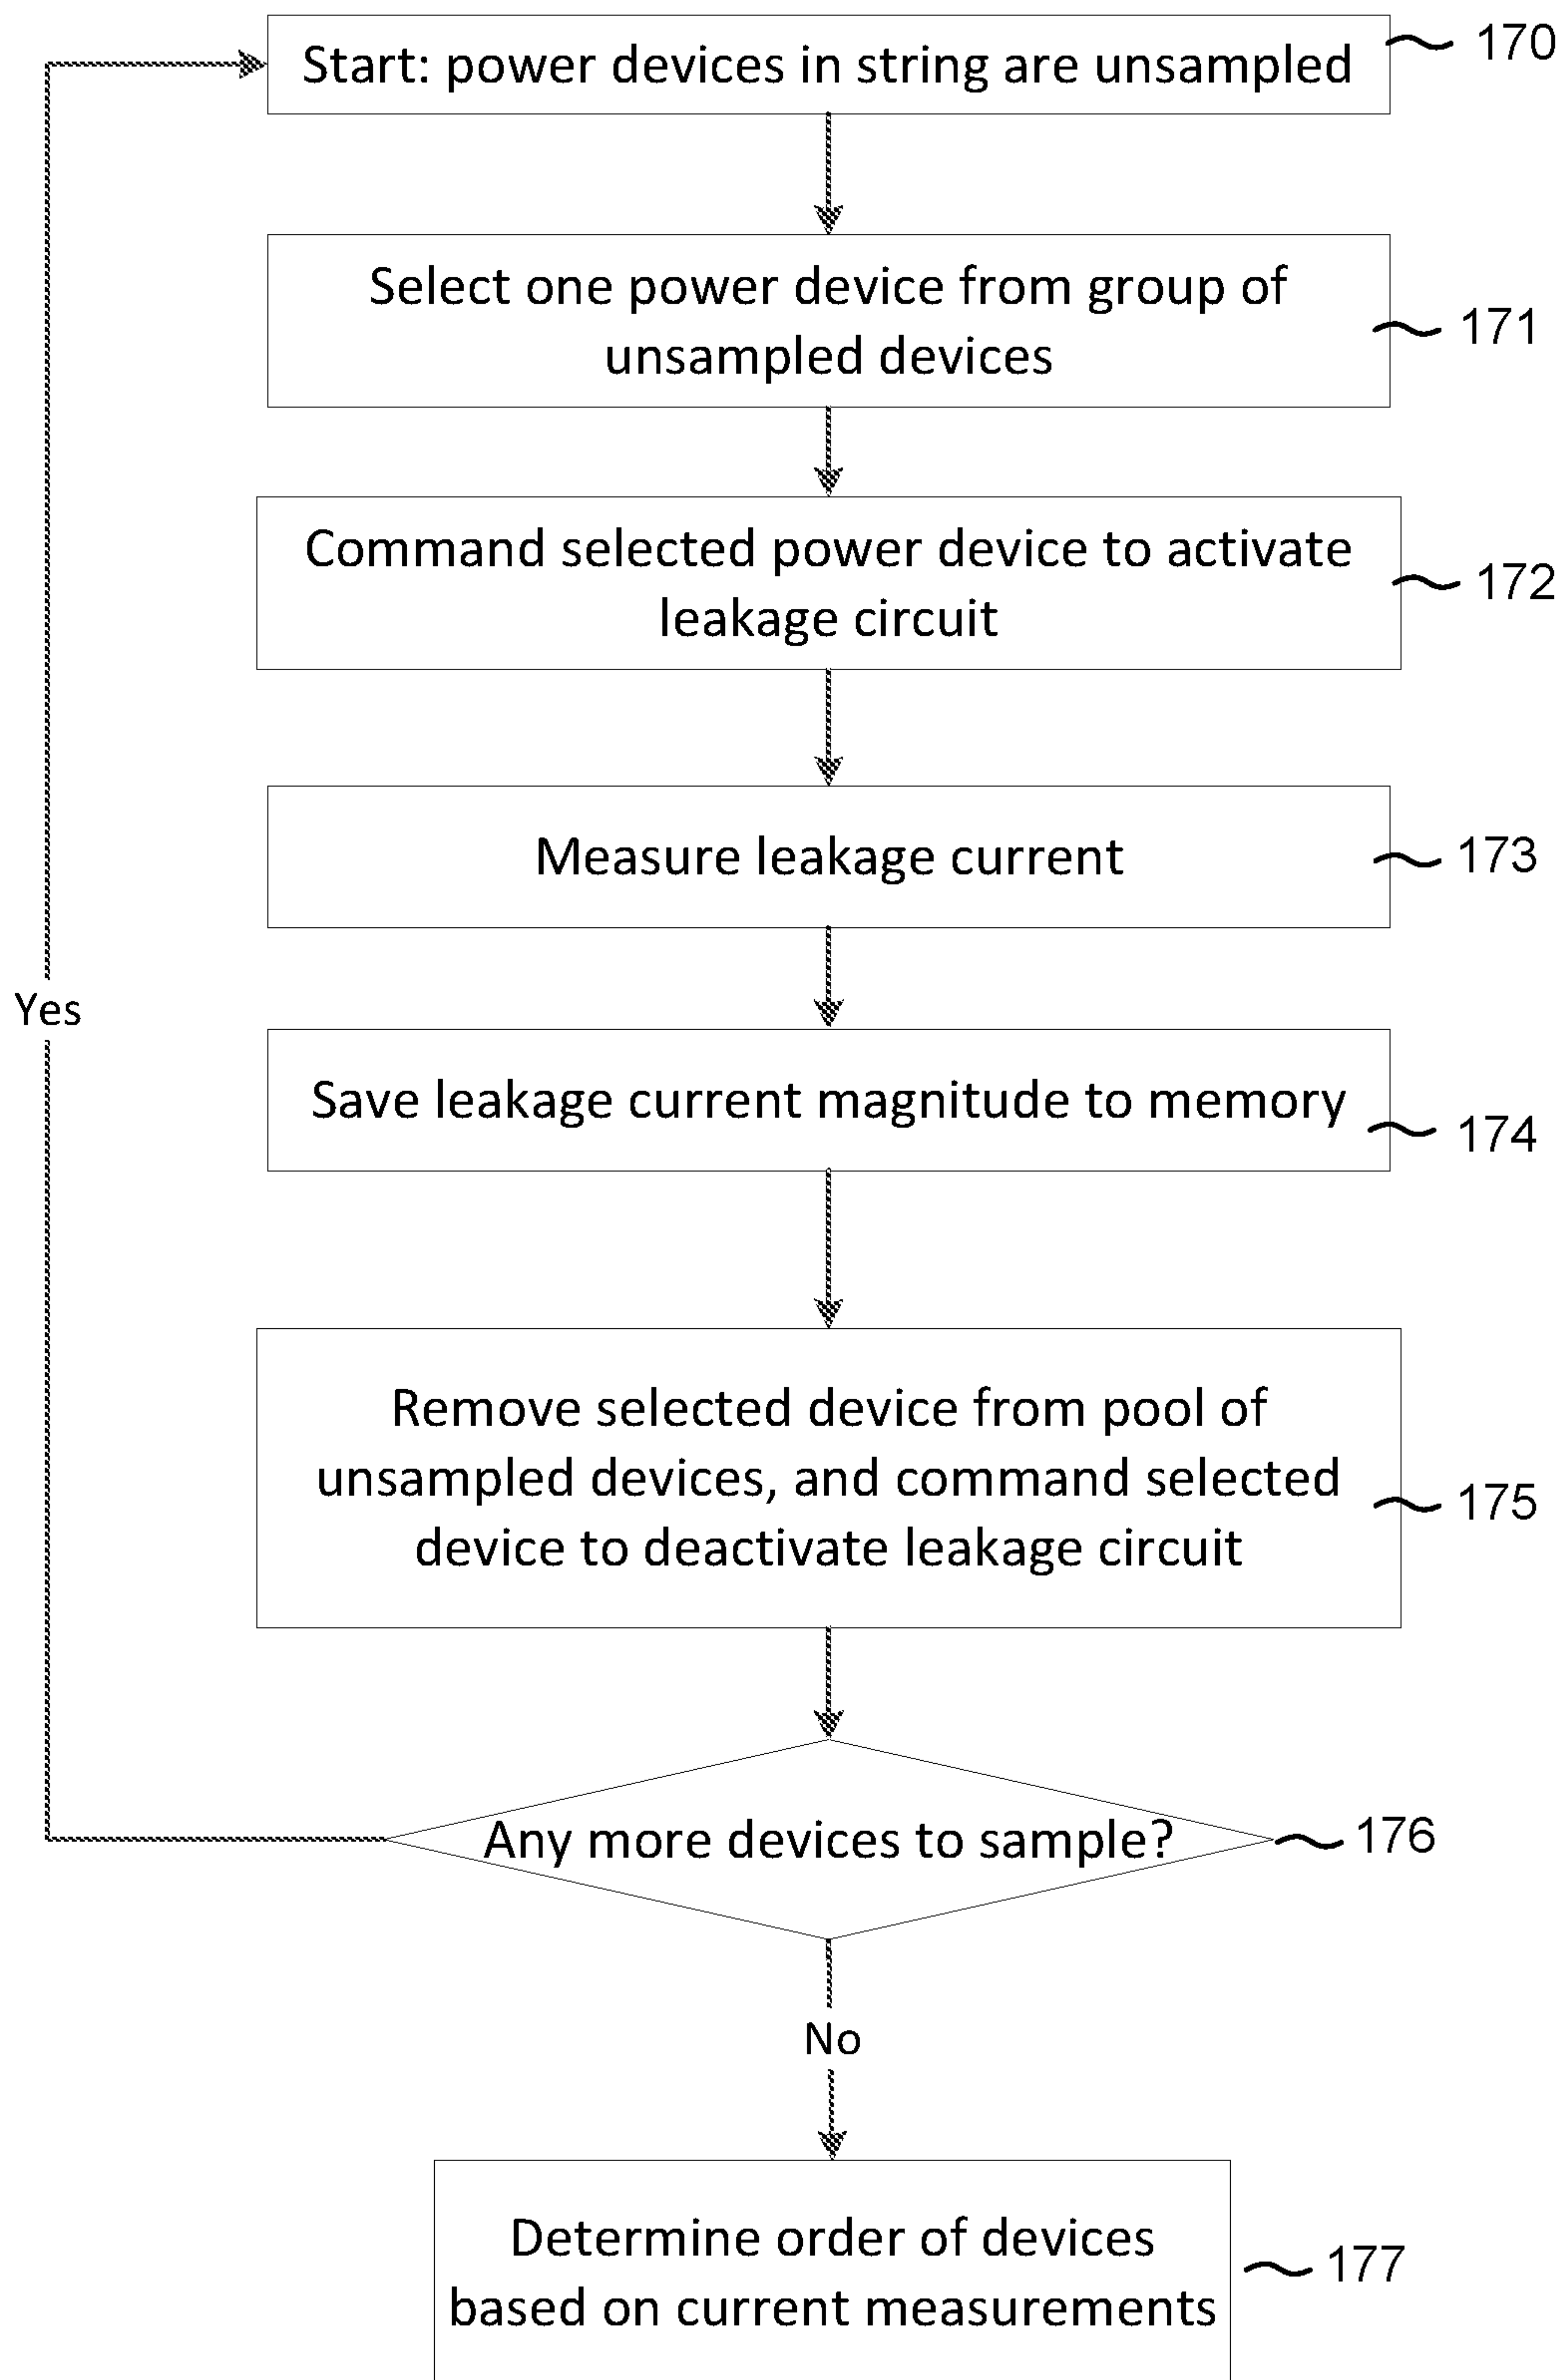 Start: power devices in string are unsampled
170
Select one power device from group of
unsampled devices
171
Command selected power device to activate
leakage circuit
172
Measure leakage current
173
Yes
Save leakage current magnitude to memory
174
Remove selected device from pool of
unsampled devices, and command selected
device to deactivate leakage circuit
175
Any more devices to sample?
176
No
Determine order of devices
based on current measurements
177